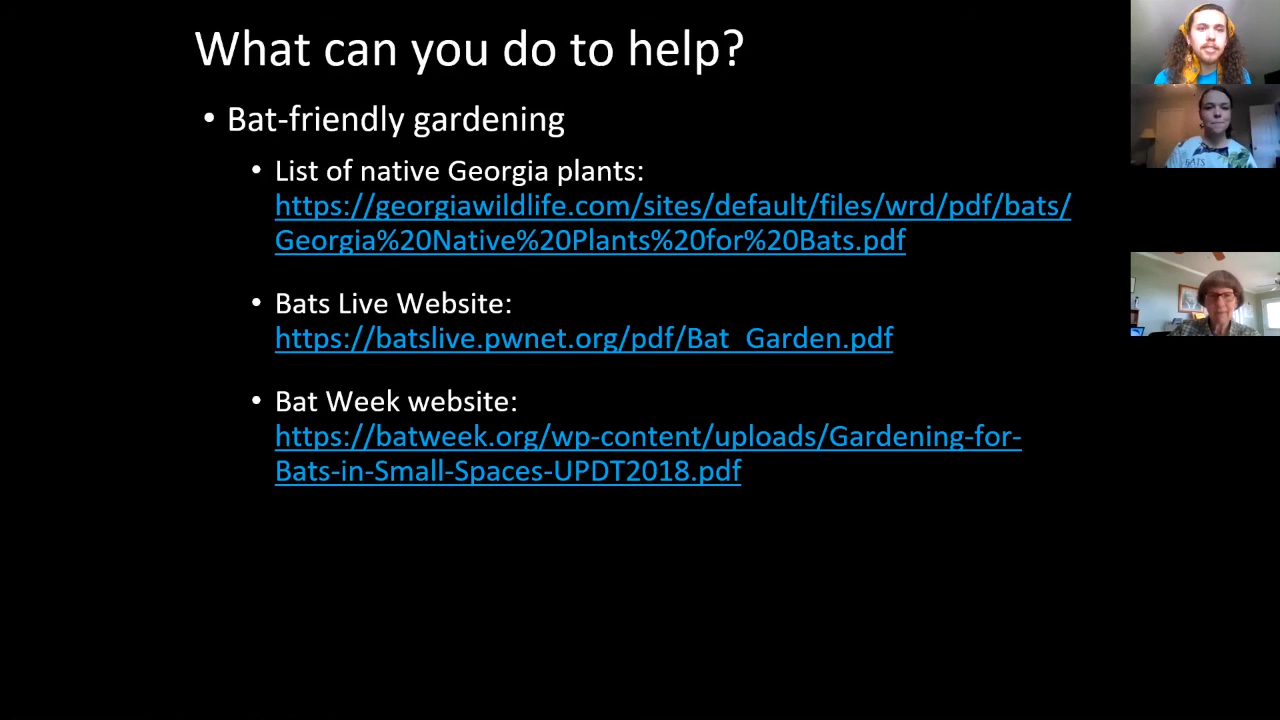 What can you do to help?
• Bat-friendly gardening
• List of native Georgia plants:
https://georgiawildlife.com/sites/default/files/wrd/pdf/bats/
Georgia%20Native%20Plants%20for%20Bats.pdf
• Bats Live Website:
https://batslive.pwnet.org/pdf/Bat_Garden.pdf
• Bat Week website:
https://batweek.org/wp-content/uploads/Gardening-for-
Bats-in-Small-Spaces-UPDT2018.pdf